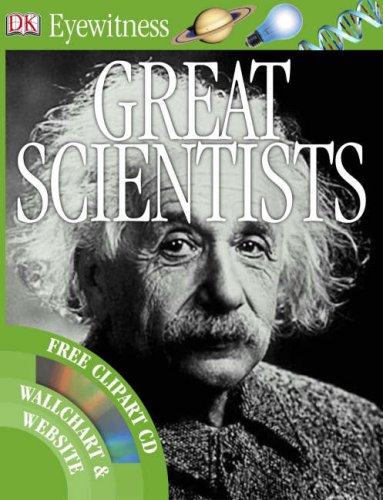 DK Eyewitness
GREAT
SCIENTISTS
FREE CLIPART CD
WALLCHART &
WEBSITE